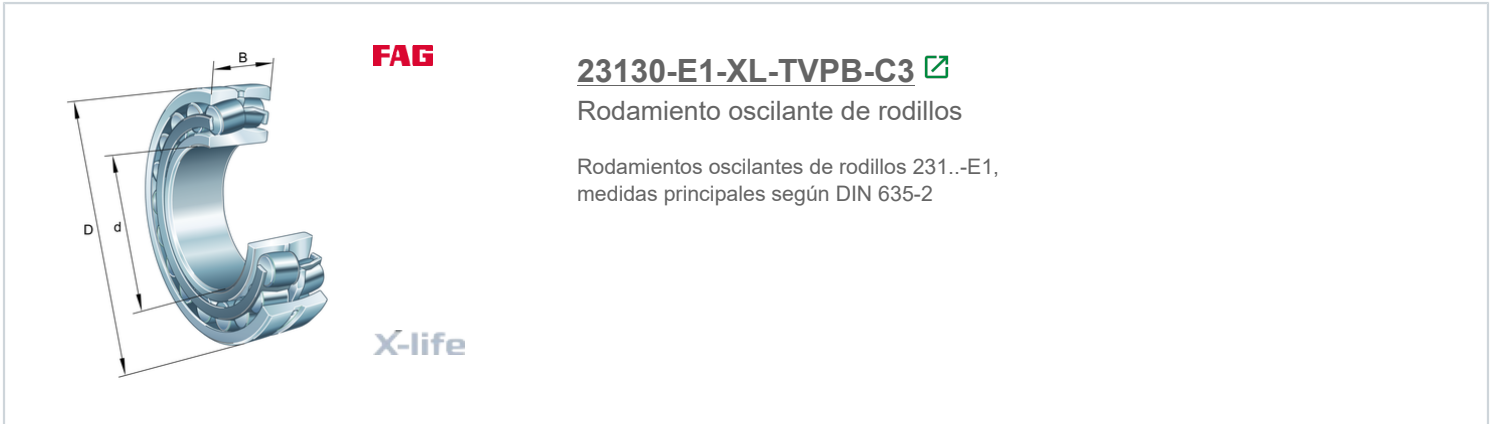 B
D
d
FAG
X-life
23130-E1-XL-TVPB-C3
Rodamiento oscilante de rodillos
Rodamientos oscilantes de rodillos 231..-E1,
medidas principales según DIN 635-2